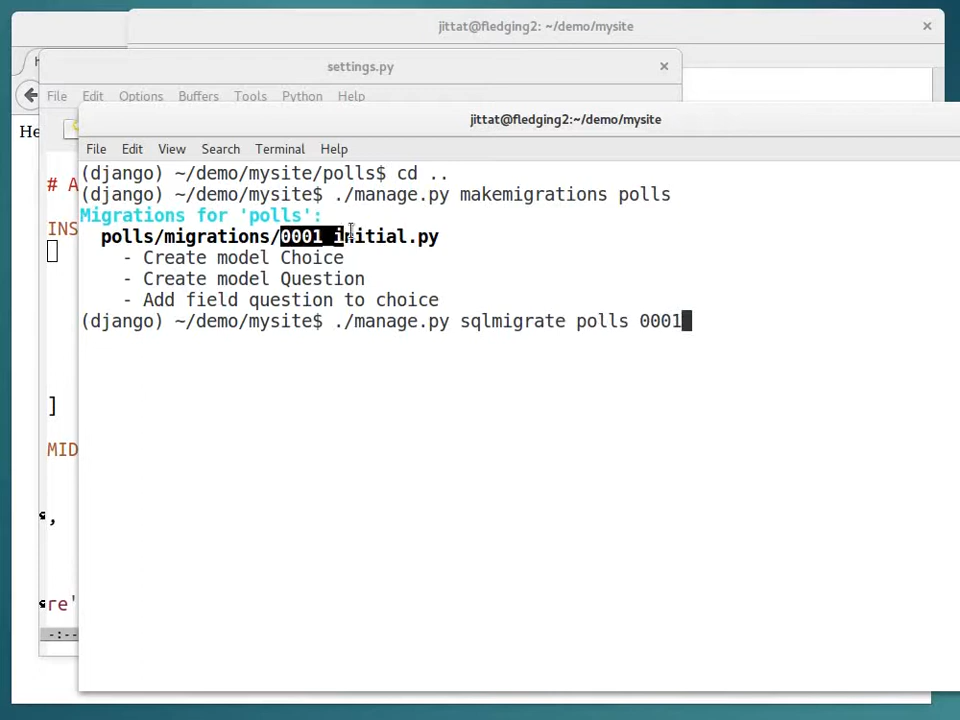 jittat@fledging2: ~/demo/mysite
settings.py
File Edit Options Buffers Tools Python Help
He
jittat@fledging2:~/demo/mysite
File Edit View Search Terminal Help
# A
INS
]
MID
,
re'
-:--
(django) ~/demo/mysite/polls$ cd ..
(django) ~/demo/mysite$ ./manage.py makemigrations polls
Migrations for 'polls':
polls/migrations/0001_initial.py
- Create model Choice
- Create model Question
- Add field question to choice
(django) ~/demo/mysite$ ./manage.py sqlmigrate polls 0001